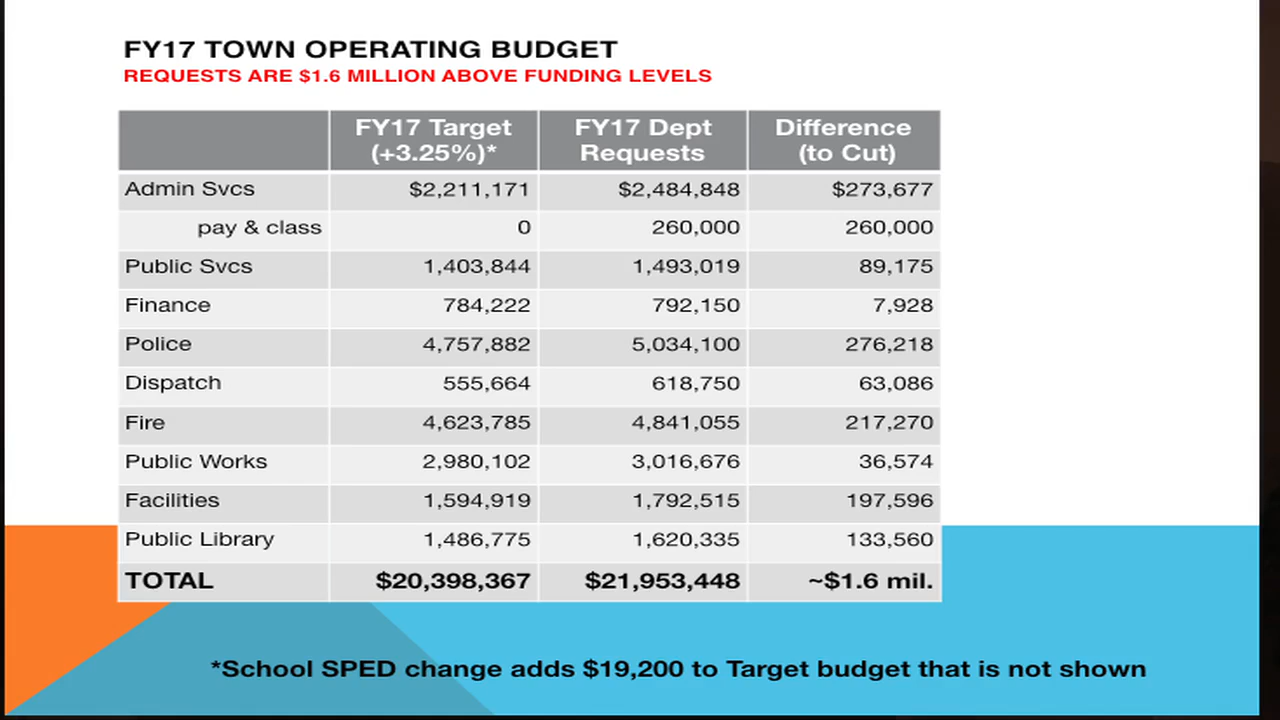 FY17 TOWN OPERATING BUDGET
REQUESTS ARE $1.6 MILLION ABOVE FUNDING LEVELS
FY17 Target (+3.25%)* FY17 Dept Requests Difference (to Cut)
Admin Svcs $2,211,171 $2,484,848 $273,677
pay & class 0 260,000 260,000
Public Svcs 1,403,844 1,493,019 89,175
Finance 784,222 792,150 7,928
Police 4,757,882 5,034,100 276,218
Dispatch 555,664 618,750 63,086
Fire 4,623,785 4,841,055 217,270
Public Works 2,980,102 3,016,676 36,574
Facilities 1,594,919 1,792,515 197,596
Public Library 1,486,775 1,620,335 133,560
TOTAL $20,398,367 $21,953,448 ~$1.6 mil.
*School SPED change adds $19,200 to Target budget that is not shown